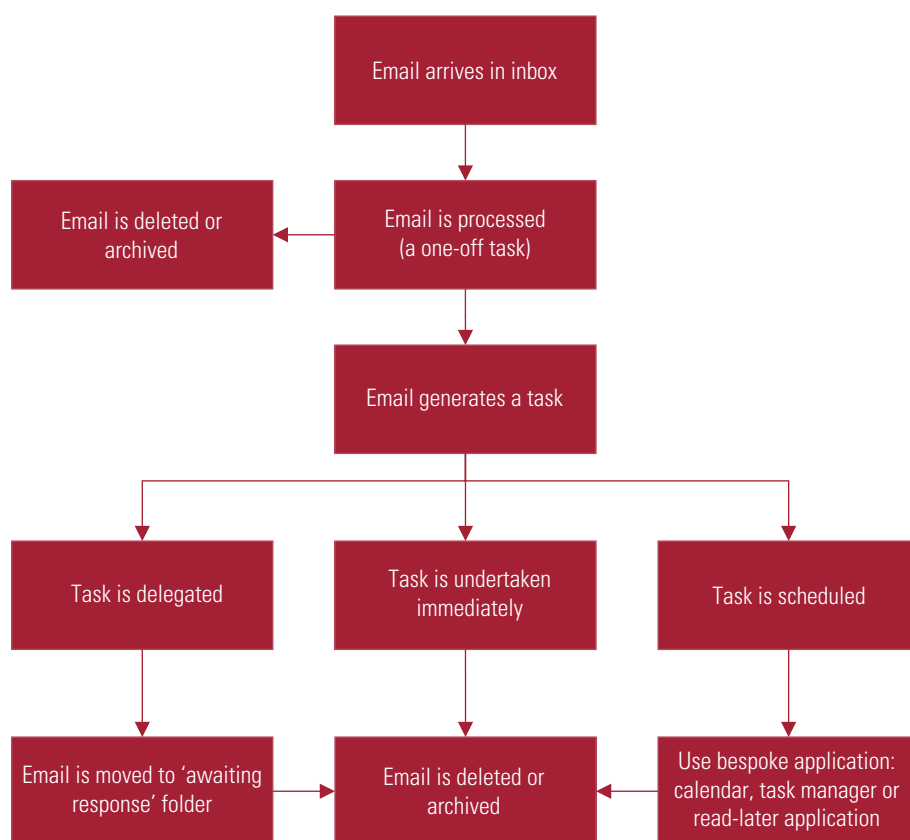 Email arrives in inbox
Email is deleted or
archived
Email is processed
(a one-off task)
Email generates a task
Task is delegated
Task is undertaken
immediately
Task is scheduled
Email is moved to ‘awaiting
response’ folder
Email is deleted or
archived
Use bespoke application:
calendar, task manager or
read-later application